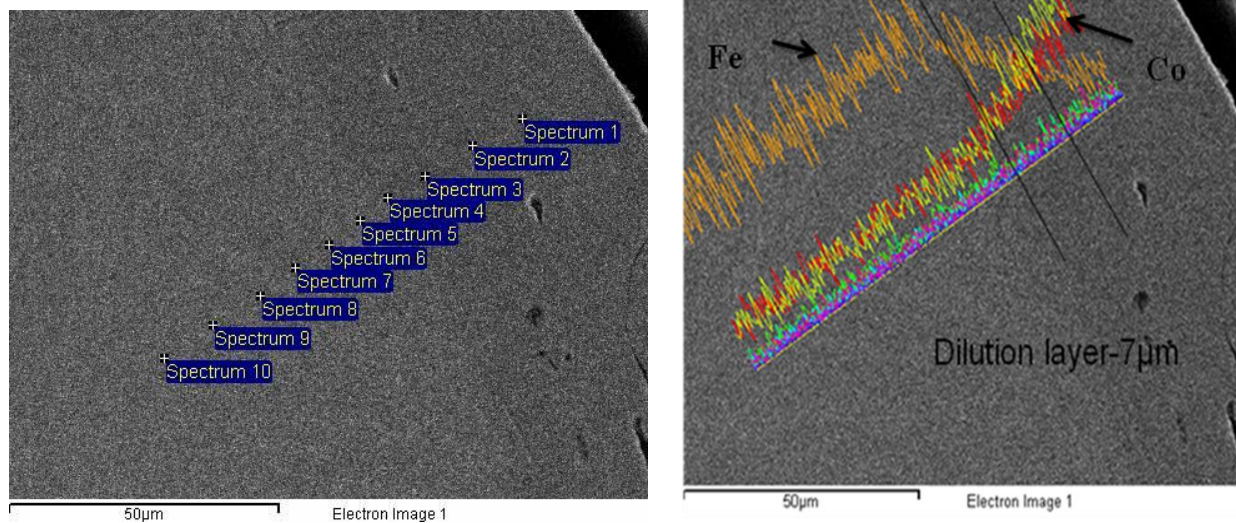 Spectrum 1
Spectrum 2
Spectrum 3
Spectrum 4
Spectrum 5
Spectrum 6
Spectrum 7
Spectrum 8
Spectrum 9
Spectrum 10
50µm Electron Image 1
Fe
Co
Dilution layer-7µm
50µm Electron Image 1